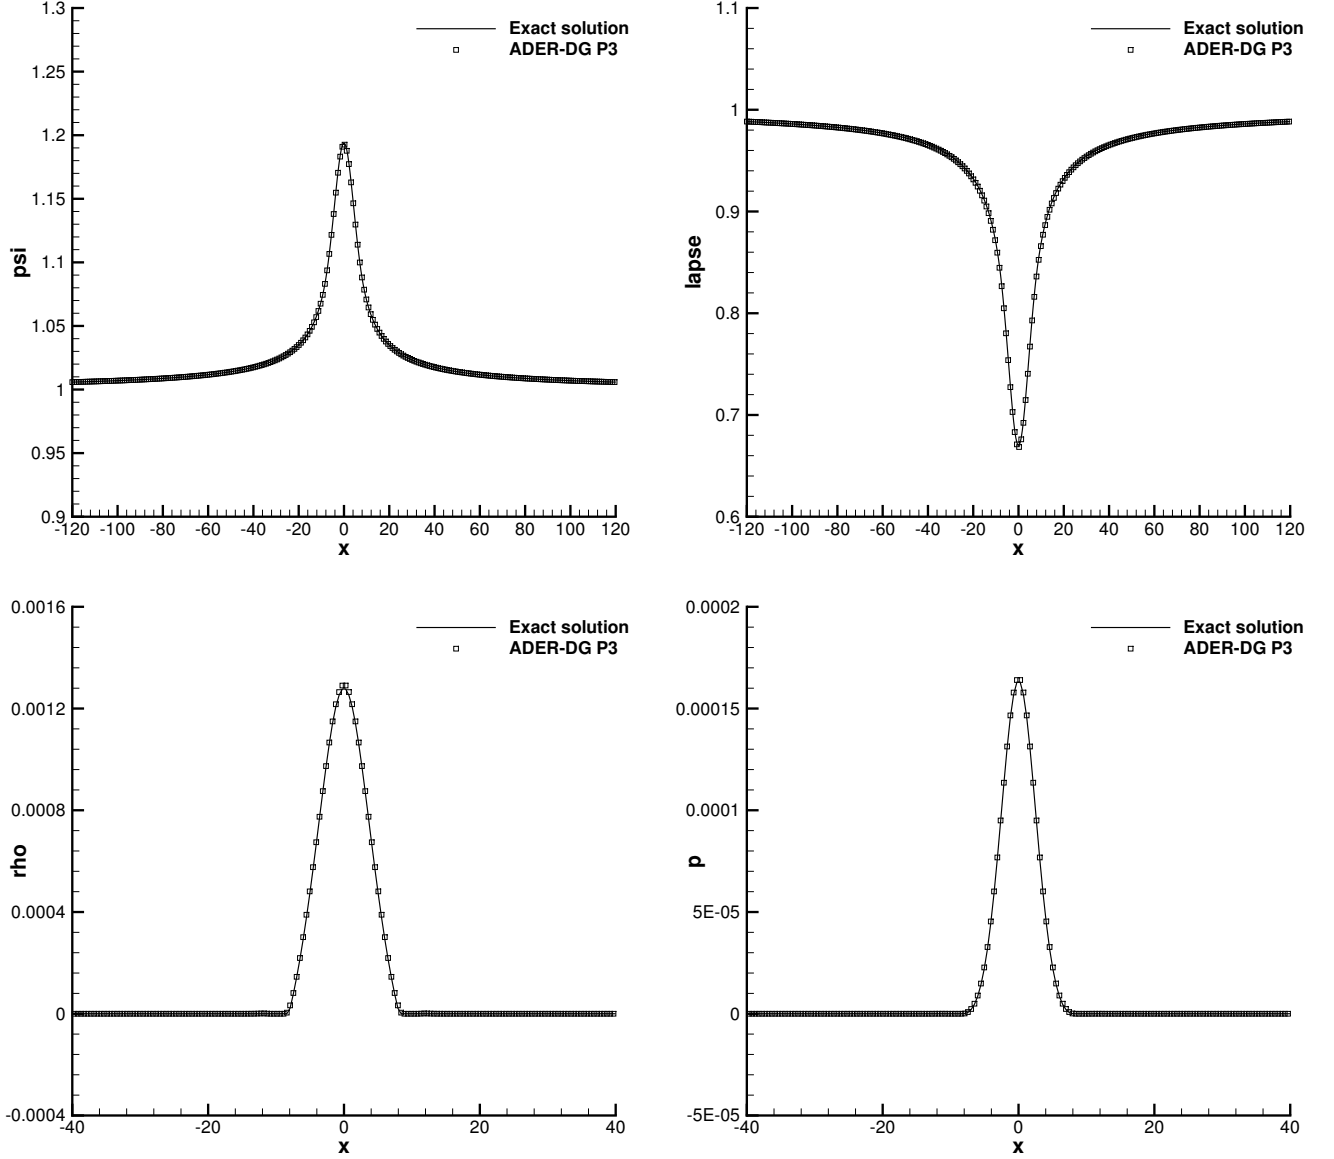 1.3
1.25
1.2
1.15
1.1
1.05
1
0.95
0.9
psi
-120 -100 -80 -60 -40 -20 0 20 40 60 80 100 120
x
Exact solution
ADER-DG P3
1.1
1
0.9
0.8
0.7
0.6
lapse
-120 -100 -80 -60 -40 -20 0 20 40 60 80 100 120
x
Exact solution
ADER-DG P3
0.0016
0.0012
0.0008
0.0004
0
-0.0004
rho
-40 -20 0 20 40
x
Exact solution
ADER-DG P3
0.0002
0.00015
0.0001
5E-05
0
-5E-05
p
-40 -20 0 20 40
x
Exact solution
ADER-DG P3